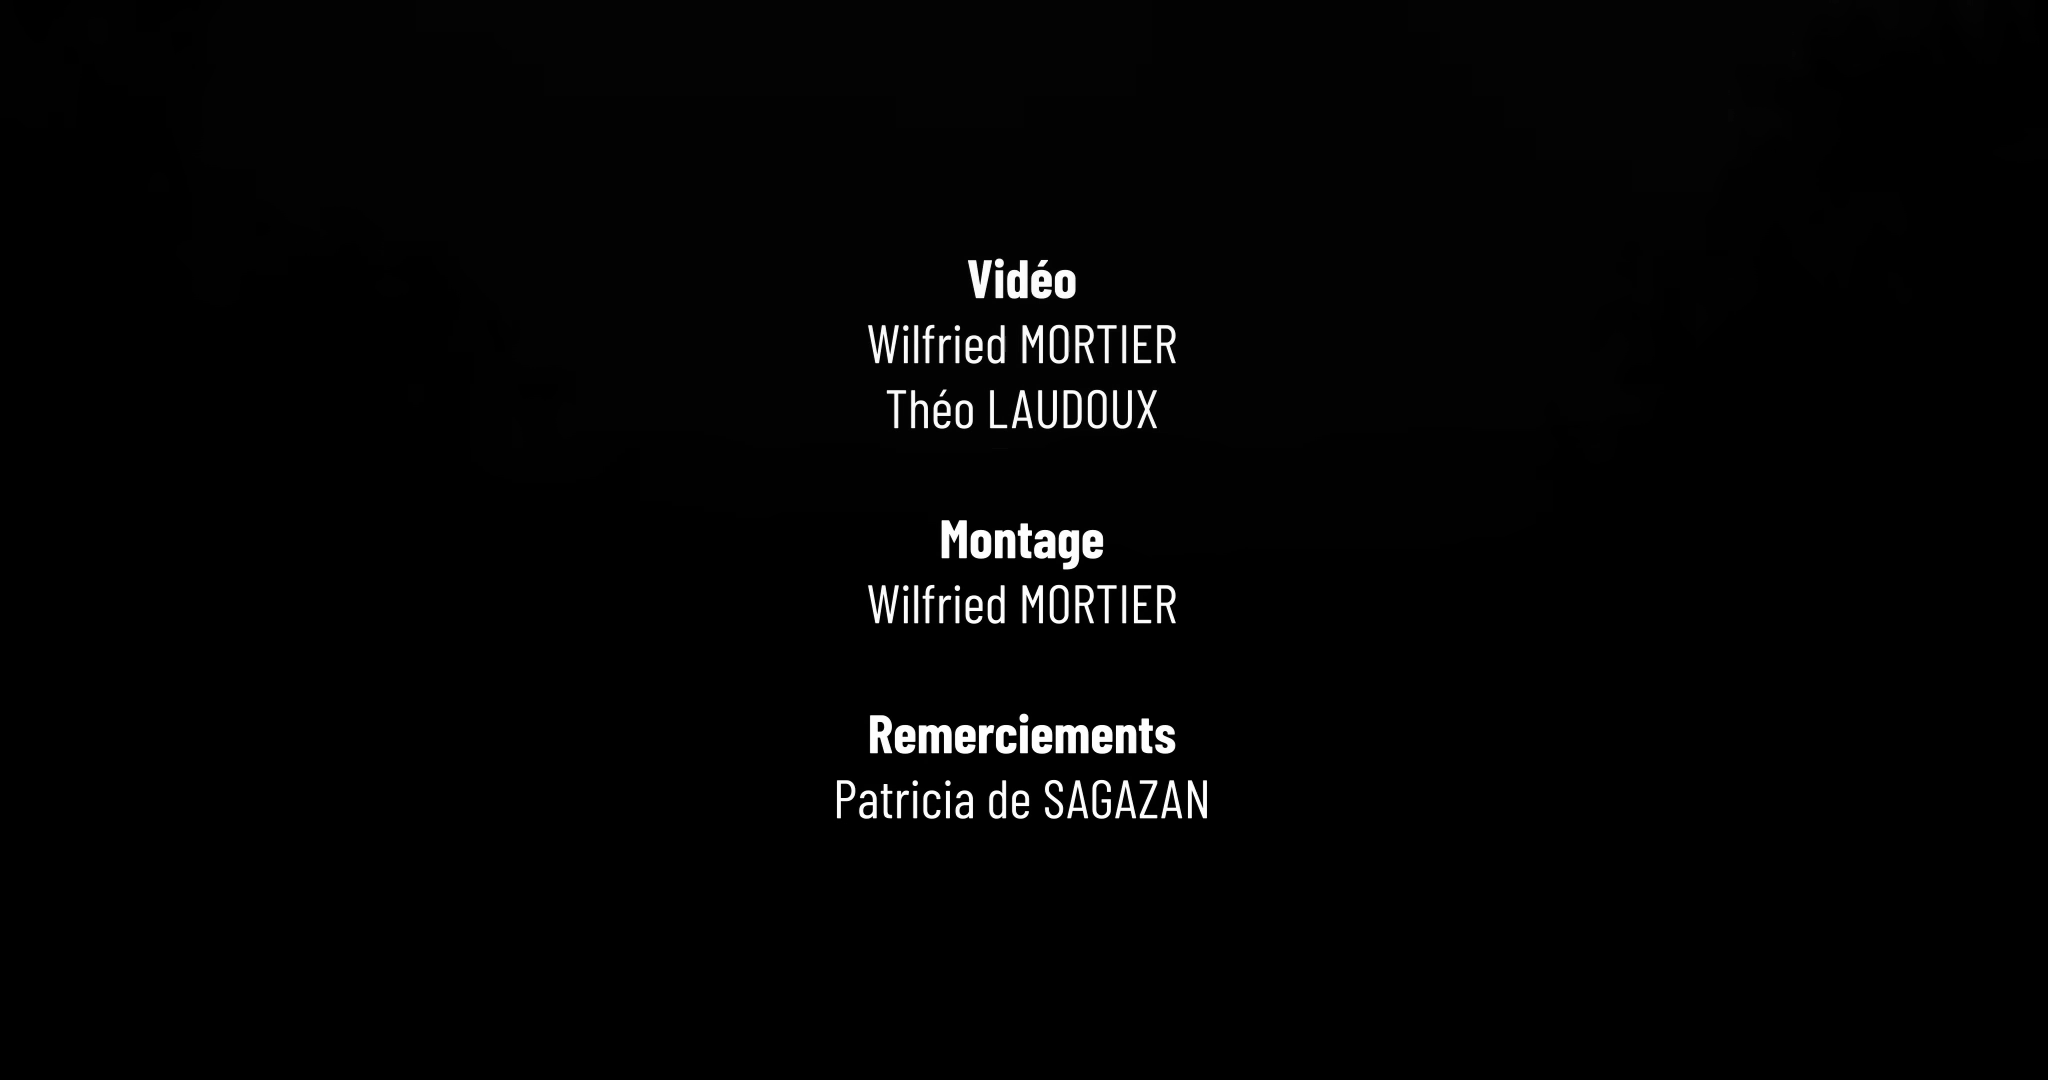 Vidéo
Wilfried MORTIER
Théo LAUDOUX
Montage
Wilfried MORTIER
Remerciements
Patricia de SAGAZAN